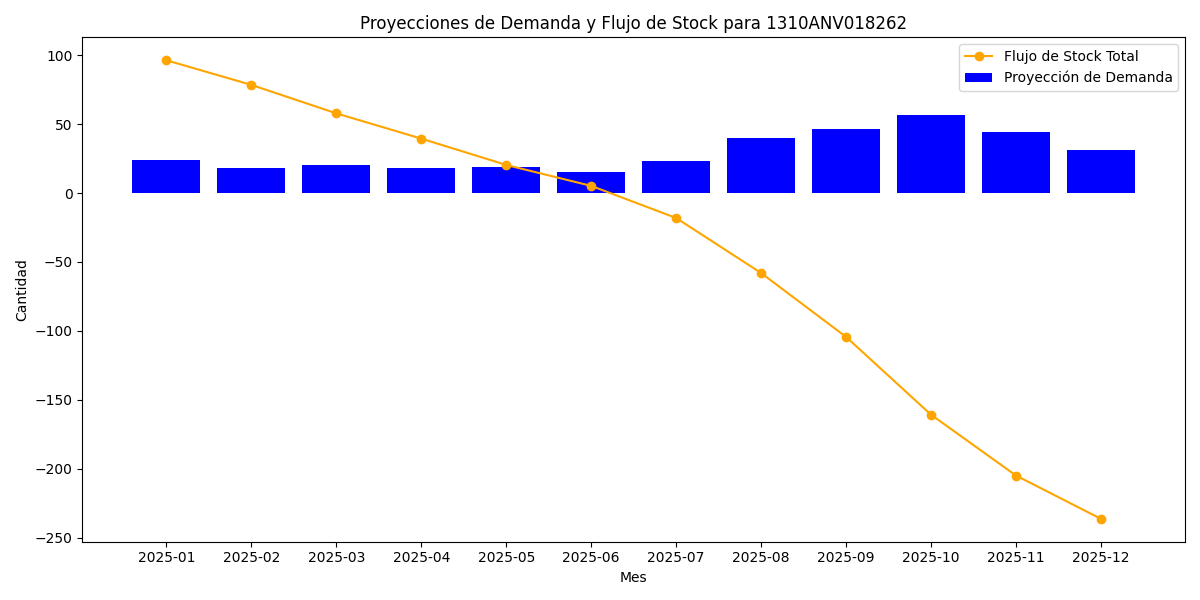 Proyecciones de Demanda y Flujo de Stock para 1310ANV018262
Flujo de Stock Total
Proyección de Demanda
100
50
0
−50
−100
−150
−200
−250
Cantidad
2025-01 2025-02 2025-03 2025-04 2025-05 2025-06 2025-07 2025-08 2025-09 2025-10 2025-11 2025-12
Mes